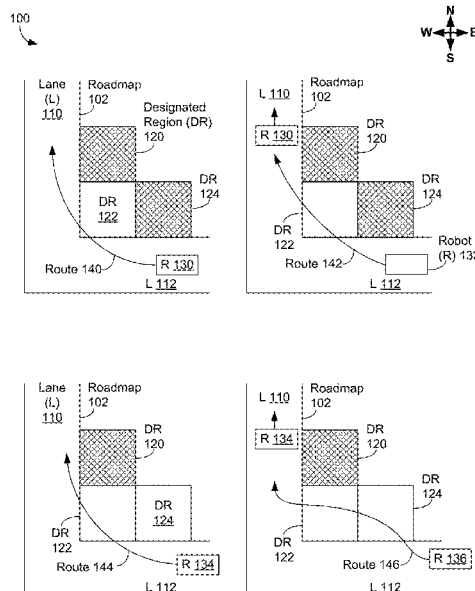 100
N
W E
S
Lane (L)
110
Roadmap
102
Designated
Region (DR)
120
DR
124
DR
122
Route 140
R 130
L 112
L 110
Roadmap
102
R 130
DR
120
DR
124
DR
122
Route 142
Robot
(R) 132
L 112
Lane
(L)
110
Roadmap
102
DR
120
DR
124
DR
122
Route 144
R 134
L 112
L 110
Roadmap
102
R 134
DR
120
DR
124
DR
122
Route 146
R 136
L 112